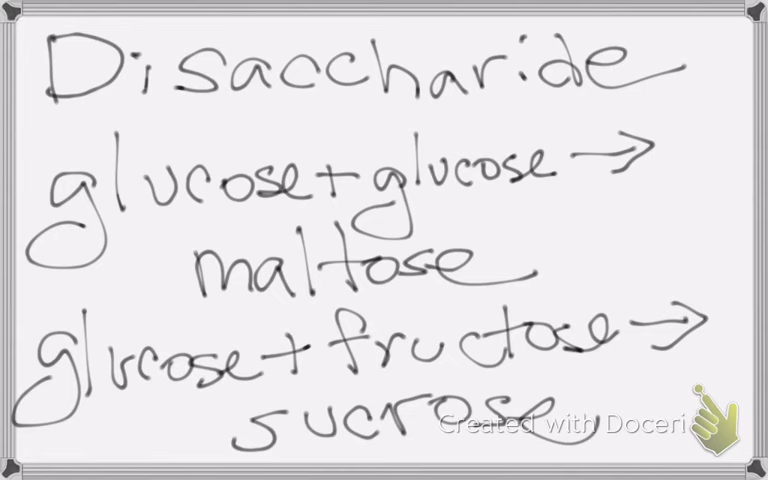 Disaccharide
glucose + glucose →
maltose
glucose + fructose →
sucrose
Created with Doceri